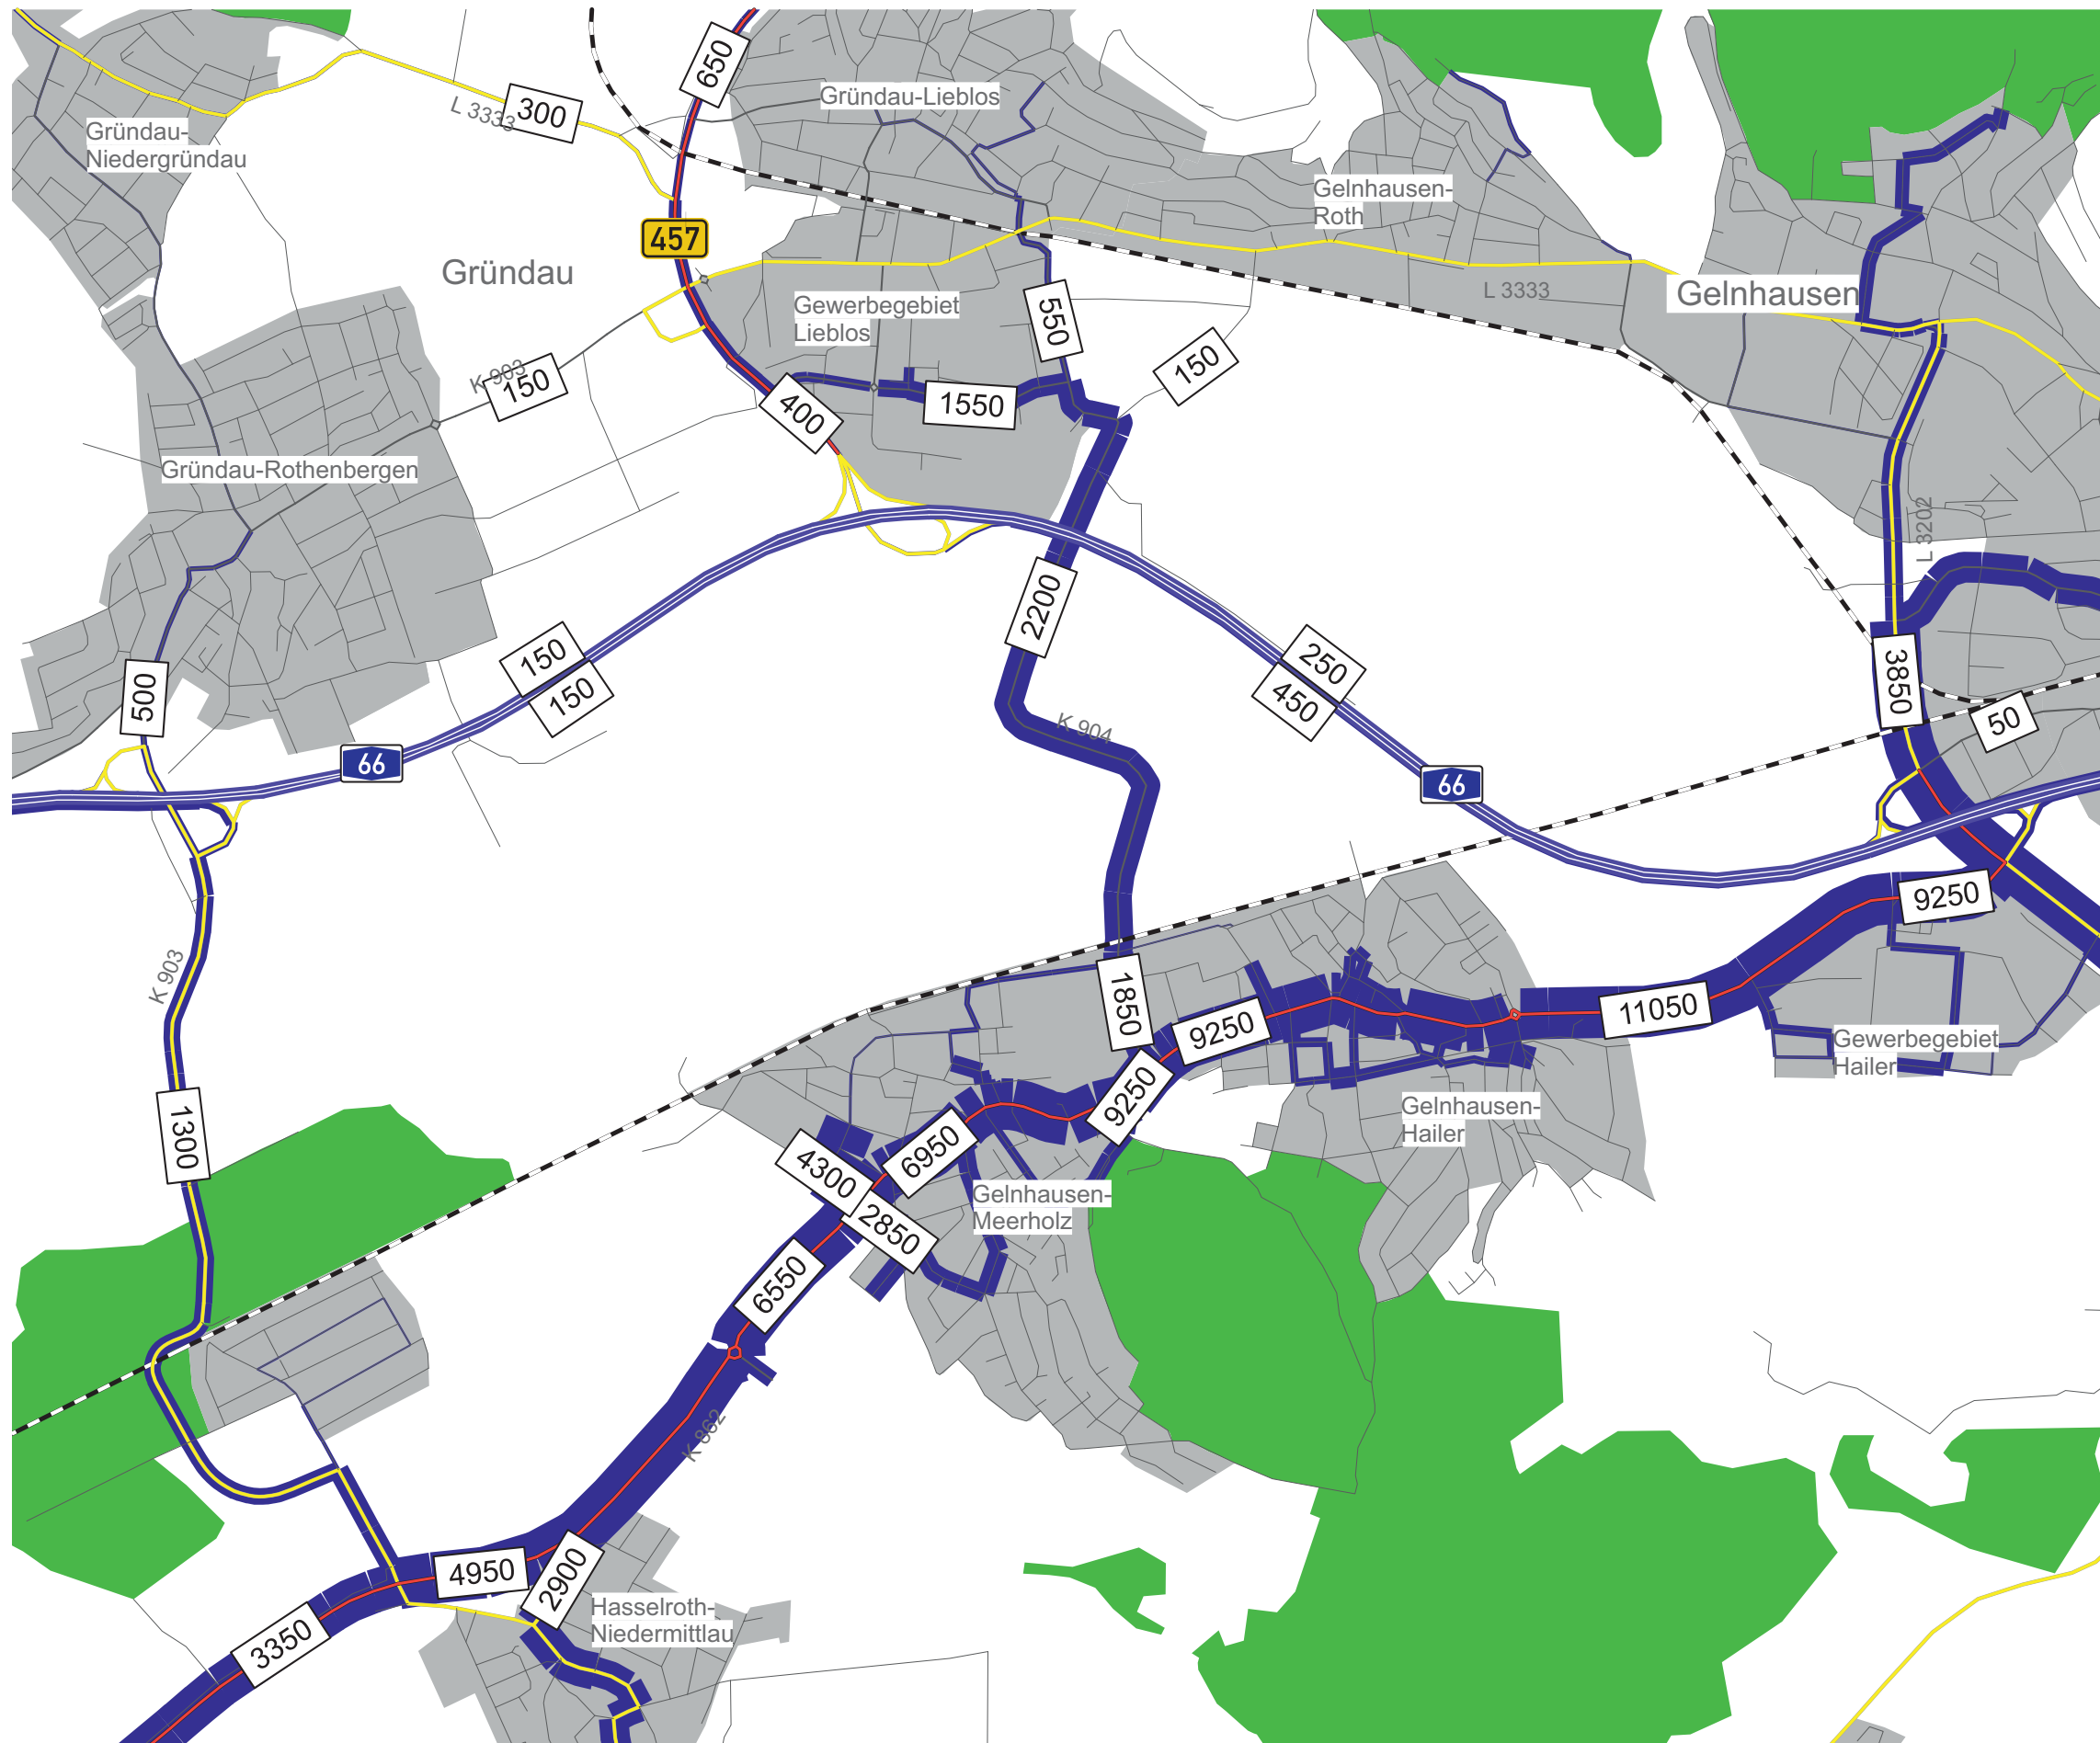 650
Gründau-Lieblos
L 3333
300
Gründau-
Niedergründau
Gelnhausen-
Roth
457
Gründau
L 3333
Gelnhausen
Gewerbegebiet
Lieblos
550
150
K 903
150
400
1550
Gründau-Rothenbergen
L 3202
2200
500
150
150
250
450
3850
50
K 904
66
66
9250
K 903
1850
9250
11050
Gewerbegebiet
Hailer
9250
Gelnhausen-
Hailer
1300
6950
4300
2850
Gelnhausen-
Meerholz
6550
K 862
4950
2900
Hasselroth-
Niedermittlau
3350